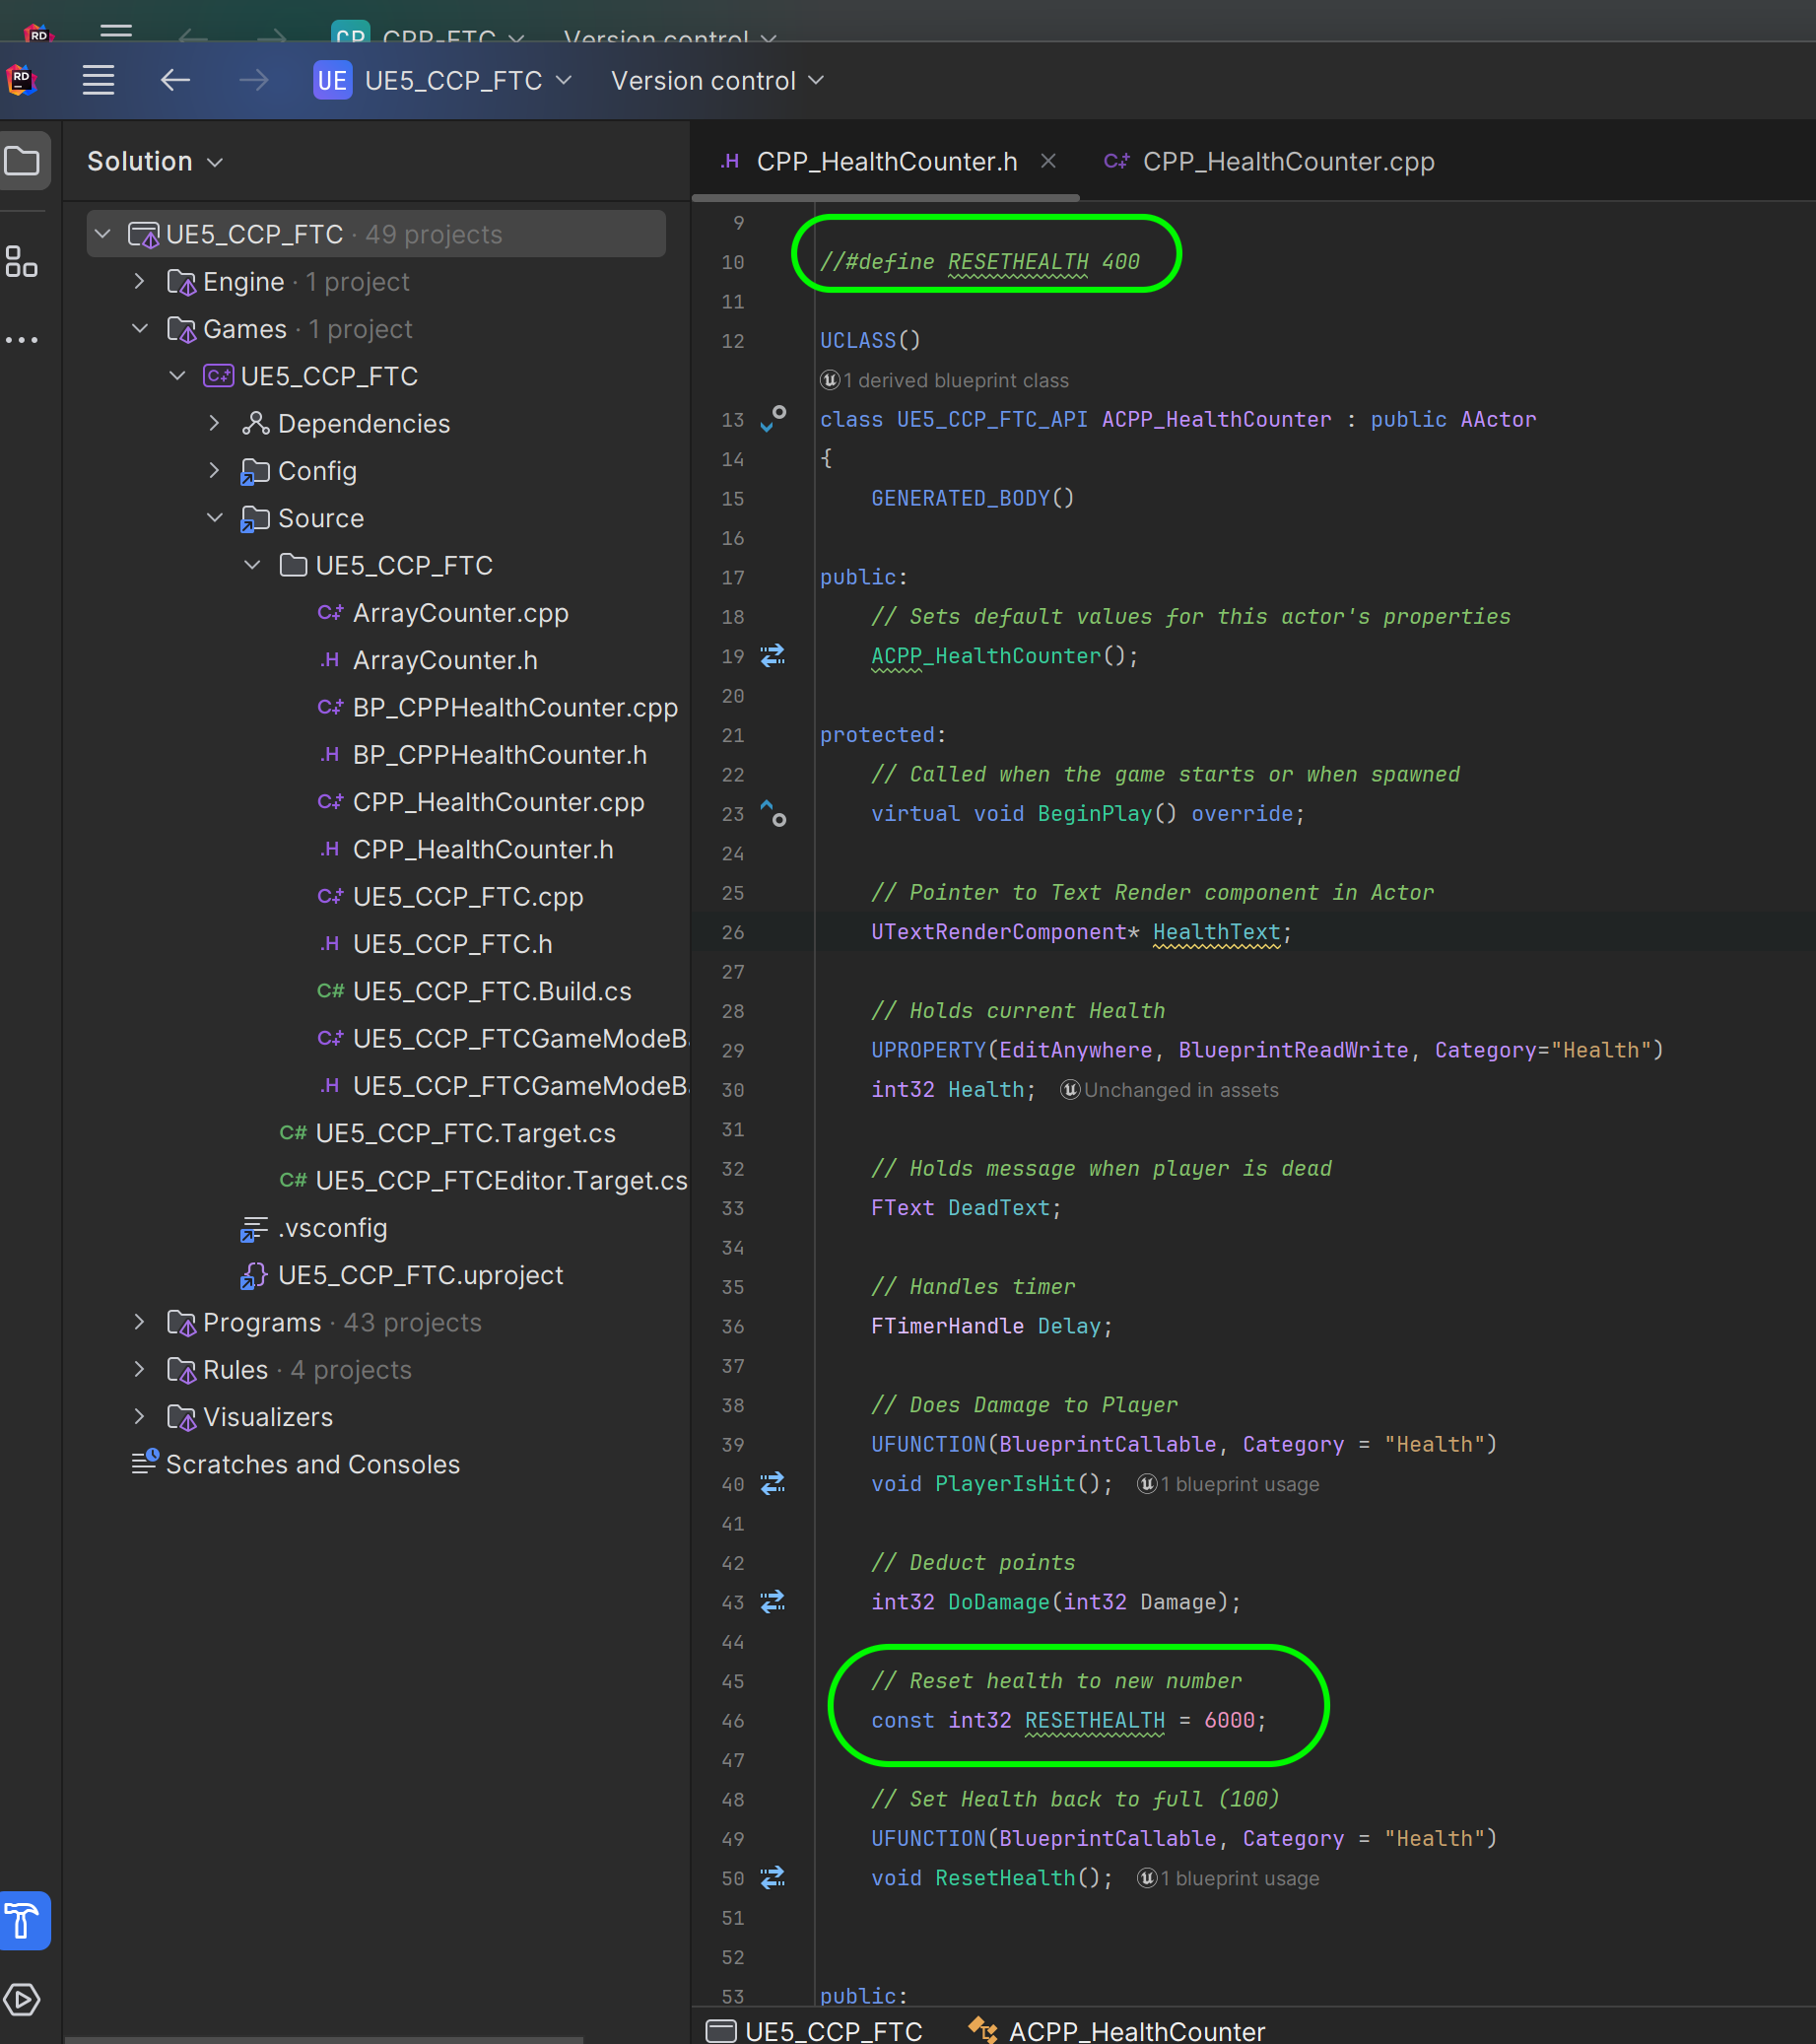 RD CP CPP-FTC Version control
RD UE UE5_CCP_FTC Version control
Solution
UE5_CCP_FTC · 49 projects
Engine · 1 project
Games · 1 project
C+ UE5_CCP_FTC
Dependencies
Config
Source
UE5_CCP_FTC
C+ ArrayCounter.cpp
.H ArrayCounter.h
C+ BP_CPPHealthCounter.cpp
.H BP_CPPHealthCounter.h
C+ CPP_HealthCounter.cpp
.H CPP_HealthCounter.h
C+ UE5_CCP_FTC.cpp
.H UE5_CCP_FTC.h
C# UE5_CCP_FTC.Build.cs
C+ UE5_CCP_FTCGameModeBa
.H UE5_CCP_FTCGameModeBa
C# UE5_CCP_FTC.Target.cs
C# UE5_CCP_FTCEditor.Target.cs
.vsconfig
{} UE5_CCP_FTC.uproject
Programs · 43 projects
Rules · 4 projects
Visualizers
Scratches and Consoles
.H CPP_HealthCounter.h C+ CPP_HealthCounter.cpp
9
10 //#define RESETHEALTH 400
11
12 UCLASS()
1 derived blueprint class
13 class UE5_CCP_FTC_API ACPP_HealthCounter : public AActor
14 {
15 GENERATED_BODY()
16
17 public:
18 // Sets default values for this actor's properties
19 ACPP_HealthCounter();
20
21 protected:
22 // Called when the game starts or when spawned
23 virtual void BeginPlay() override;
24
25 // Pointer to Text Render component in Actor
26 UTextRenderComponent* HealthText;
27
28 // Holds current Health
29 UPROPERTY(EditAnywhere, BlueprintReadWrite, Category="Health")
30 int32 Health; Unchanged in assets
31
32 // Holds message when player is dead
33 FText DeadText;
34
35 // Handles timer
36 FTimerHandle Delay;
37
38 // Does Damage to Player
39 UFUNCTION(BlueprintCallable, Category = "Health")
40 void PlayerIsHit(); 1 blueprint usage
41
42 // Deduct points
43 int32 DoDamage(int32 Damage);
44
45 // Reset health to new number
46 const int32 RESETHEALTH = 6000;
47
48 // Set Health back to full (100)
49 UFUNCTION(BlueprintCallable, Category = "Health")
50 void ResetHealth(); 1 blueprint usage
51
52
53 public:
UE5_CCP_FTC ACPP_HealthCounter